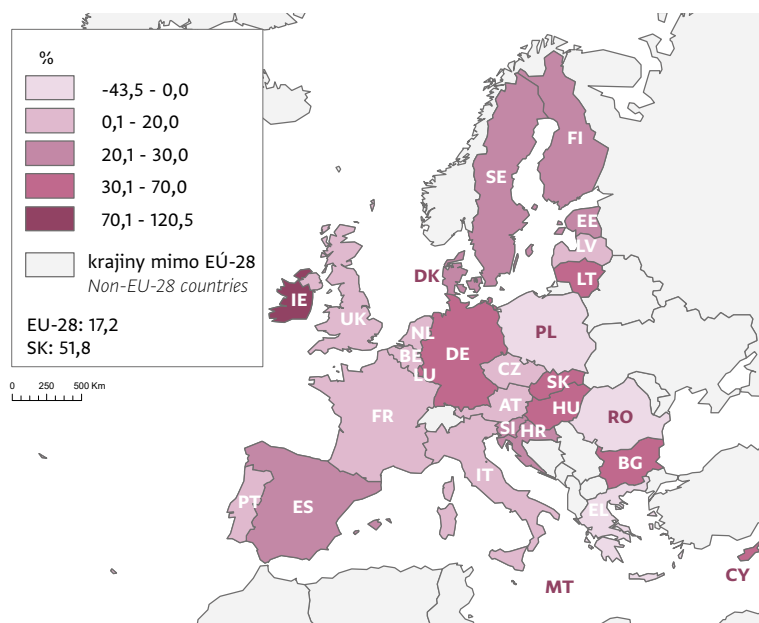 %
-43,5 - 0,0
0,1 - 20,0
20,1 - 30,0
30,1 - 70,0
70,1 - 120,5
krajiny mimo EÚ-28
Non-EU-28 countries
EU-28: 17,2
SK: 51,8
0 250 500 Km
FI
SE
EE
LV
LT
DK
IE
UK
NL
BE
LU
DE
PL
CZ
SK
AT
HU
SI
HR
RO
BG
FR
IT
PT
ES
EL
MT
CY